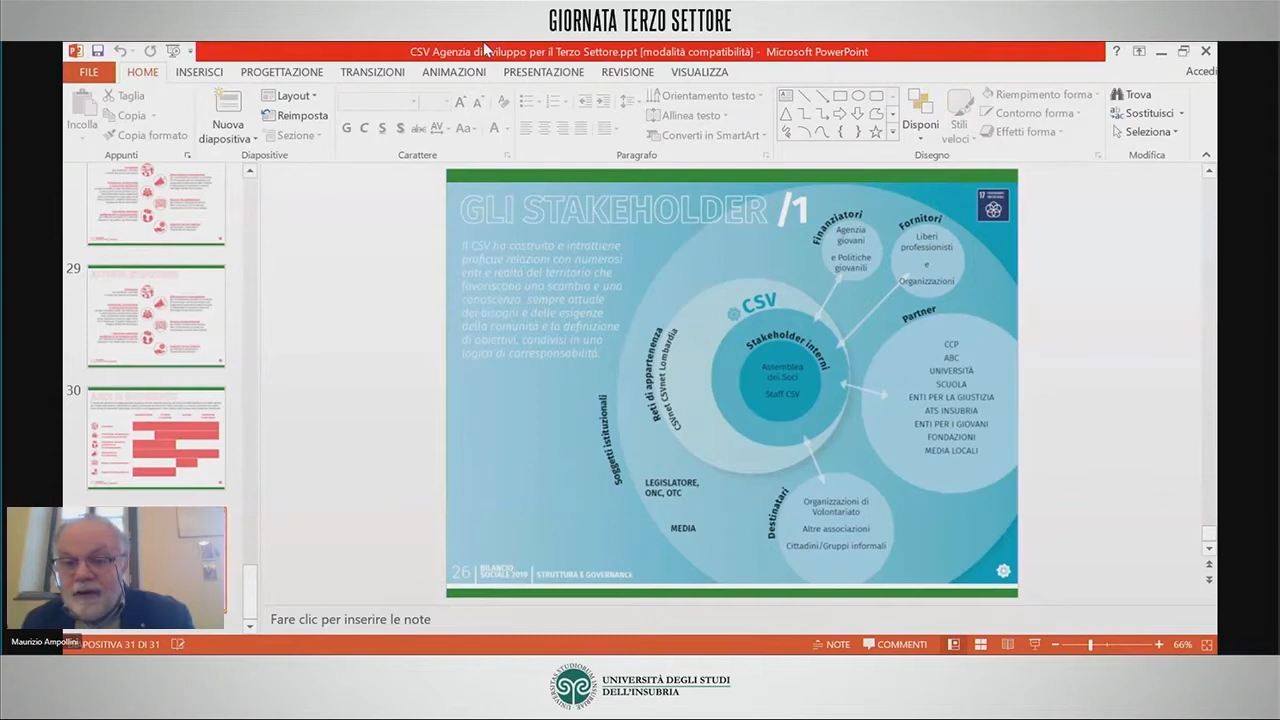 GIORNATA TERZO SETTORE
CSV Agenzia di sviluppo per il Terzo Settore.ppt [modalità compatibilità] - Microsoft PowerPoint
FILE
HOME
INSERISCI
PROGETTAZIONE
TRANSIZIONI
ANIMAZIONI
PRESENTAZIONE
REVISIONE
VISUALIZZA
Accedi
Incolla
Taglia
Copia
Copia formato
Appunti
Nuova
diapositiva
Layout
Reimposta
Sezione
Diapositive
G C S S abc AV Aa A
Carattere
Orientamento testo
Allinea testo
Converti in SmartArt
Paragrafo
Disponi
Stili
veloci
Riempimento forma
Contorno forma
Effetti forma
Disegno
Trova
Sostituisci
Seleziona
Modifica
29
30
GLI STAKEHOLDER /1
Il CSV ha costruito e intrattiene
proficue relazioni con numerosi
enti e realtà del territorio che
favoriscono uno scambio e una
conoscenza sempre attuale
dei bisogni e delle esigenze
della comunità e la definizione
di obiettivi, condivisi in una
logica di corresponsabilità.
CSV
Stakeholder interni
Assemblea
dei Soci
Staff CSV
Finanziatori
Agenzia
giovani
e Politiche
giovanili
Fornitori
Liberi
professionisti
e
Organizzazioni
Partner
CCP
ABC
UNIVERSITÀ
SCUOLA
ENTI PER LA GIUSTIZIA
ATS INSUBRIA
ENTI PER I GIOVANI
FONDAZIONI
MEDIA LOCALI
Reti di appartenenza
CSVnet CSVnet Lombardia
Soggetti istituzionali
LEGISLATORE,
ONC, OTC
MEDIA
Destinatari
Organizzazioni di
Volontariato
Altre associazioni
Cittadini/Gruppi informali
26
BILANCIO
SOCIALE 2019
STRUTTURA E GOVERNANCE
Fare clic per inserire le note
Maurizio Ampollini
POSITIVA 31 DI 31
NOTE
COMMENTI
66%
UNIVERSITÀ DEGLI STUDI
DELL'INSUBRIA